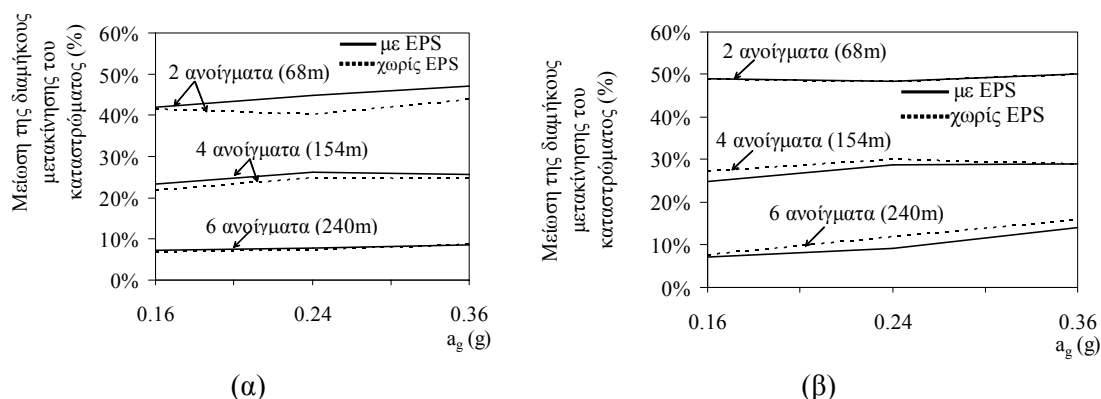 Μείωση της διαμήκους
μετακίνησης του
καταστρώματος (%)
60%
50%
40%
30%
20%
10%
0%
με EPS
χωρίς EPS
2 ανοίγματα (68m)
4 ανοίγματα (154m)
6 ανοίγματα (240m)
0.16
0.24
0.36
a_g (g)
(α)
Μείωση της διαμήκους
μετακίνησης του
καταστρώματος (%)
60%
50%
40%
30%
20%
10%
0%
2 ανοίγματα (68m)
με EPS
χωρίς EPS
4 ανοίγματα (154m)
6 ανοίγματα (240m)
0.16
0.24
0.36
a_g (g)
(β)